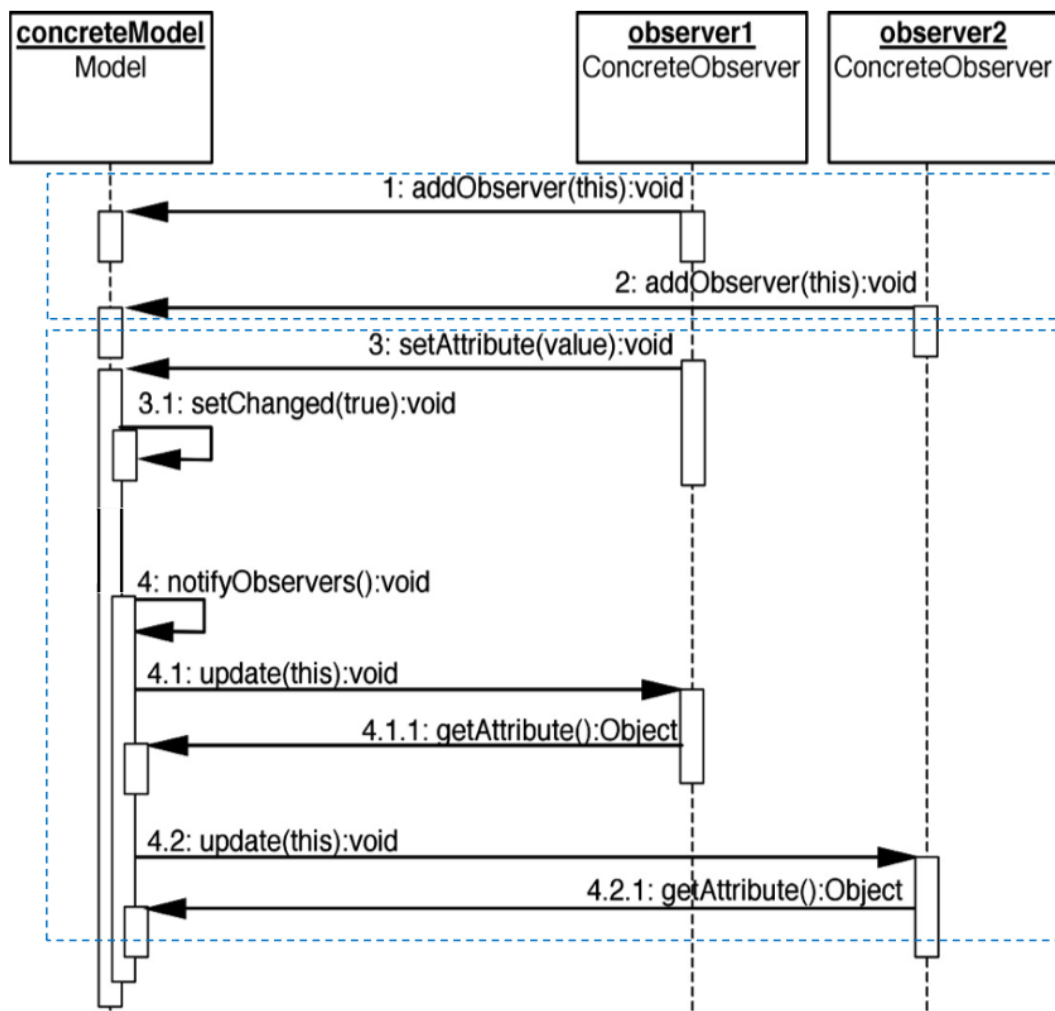 concreteModel
Model
observer1
ConcreteObserver
observer2
ConcreteObserver
1: addObserver(this):void
2: addObserver(this):void
3: setAttribute(value):void
3.1: setChanged(true):void
4: notifyObservers():void
4.1: update(this):void
4.1.1: getAttribute():Object
4.2: update(this):void
4.2.1: getAttribute():Object